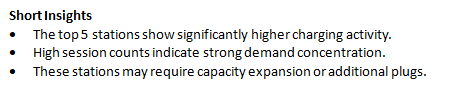 Short Insights
• The top 5 stations show significantly higher charging activity.
• High session counts indicate strong demand concentration.
• These stations may require capacity expansion or additional plugs.